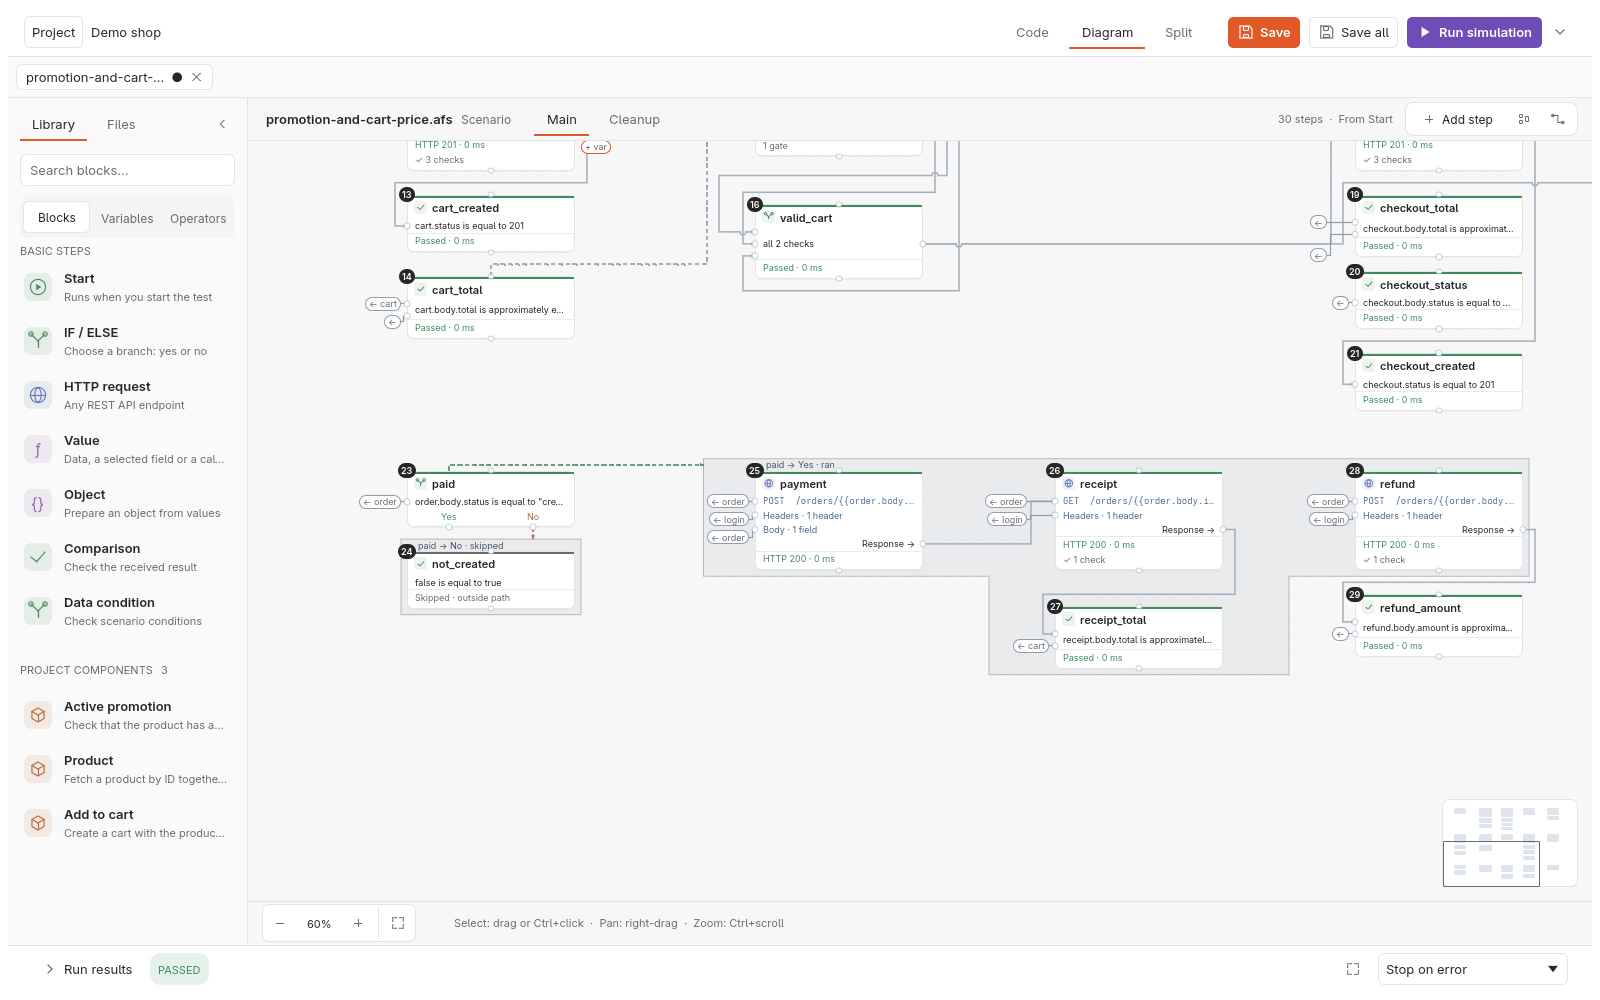 Project
Demo shop
Code
Diagram
Split
Save
Save all
Run simulation
promotion-and-cart-...
Library
Files
promotion-and-cart-price.afs
Scenario
Main
Cleanup
30 steps · From Start
Add step
Search blocks...
Blocks
Variables
Operators
BASIC STEPS
Start
Runs when you start the test
IF / ELSE
Choose a branch: yes or no
HTTP request
Any REST API endpoint
Value
Data, a selected field or a cal...
Object
Prepare an object from values
Comparison
Check the received result
Data condition
Check scenario conditions
PROJECT COMPONENTS 3
Active promotion
Check that the product has a...
Product
Fetch a product by ID togethe...
Add to cart
Create a cart with the produc...
HTTP 201 · 0 ms
✓ 3 checks
+ var
13
cart_created
cart.status is equal to 201
Passed · 0 ms
14
cart_total
← cart
cart.body.total is approximately e...
←
Passed · 0 ms
1 gate
16
valid_cart
all 2 checks
Passed · 0 ms
HTTP 201 · 0 ms
✓ 3 checks
19
checkout_total
←
checkout.body.total is approximat...
←
Passed · 0 ms
20
checkout_status
←
checkout.body.status is equal to ...
Passed · 0 ms
21
checkout_created
checkout.status is equal to 201
Passed · 0 ms
23
paid
← order
order.body.status is equal to "cre...
Yes
No
paid → No · skipped
24
not_created
false is equal to true
Skipped · outside path
paid → Yes · ran
25
payment
← order
POST /orders/{{order.body...
← login
Headers · 1 header
← order
Body · 1 field
Response →
HTTP 200 · 0 ms
26
receipt
← order
GET /orders/{{order.body.i...
← login
Headers · 1 header
Response →
HTTP 200 · 0 ms
✓ 1 check
27
receipt_total
← cart
receipt.body.total is approximatel...
Passed · 0 ms
28
refund
← order
POST /orders/{{order.body...
← login
Headers · 1 header
Response →
HTTP 200 · 0 ms
✓ 1 check
29
refund_amount
refund.body.amount is approxima...
←
Passed · 0 ms
− 60% +
Select: drag or Ctrl+click · Pan: right-drag · Zoom: Ctrl+scroll
Run results
PASSED
Stop on error